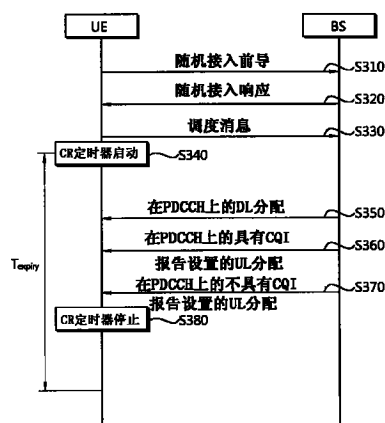 UE BS
随机接入前导 S310
随机接入响应 S320
调度消息 S330
CR定时器启动 S340
在PDCCH上的DL分配 S350
在PDCCH上的具有CQI S360
报告设置的UL分配
Texpiry
在PDCCH上的不具有CQI S370
报告设置的UL分配
CR定时器停止 S380